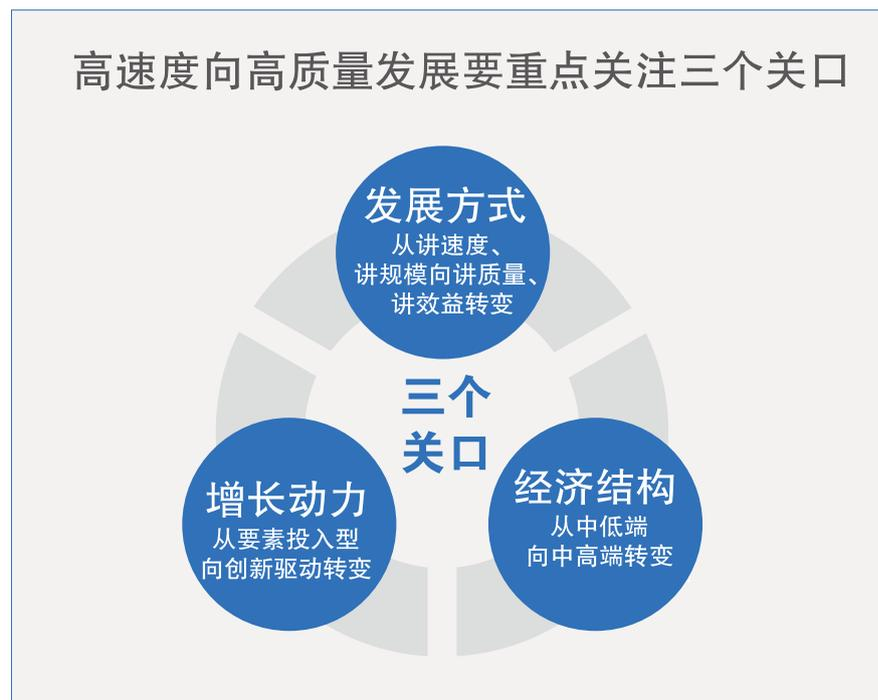 高速度向高质量发展要重点关注三个关口
发展方式
从讲速度、
讲规模向讲质量、
讲效益转变
三个
关口
增长动力
从要素投入型
向创新驱动转变
经济结构
从中低端
向中高端转变